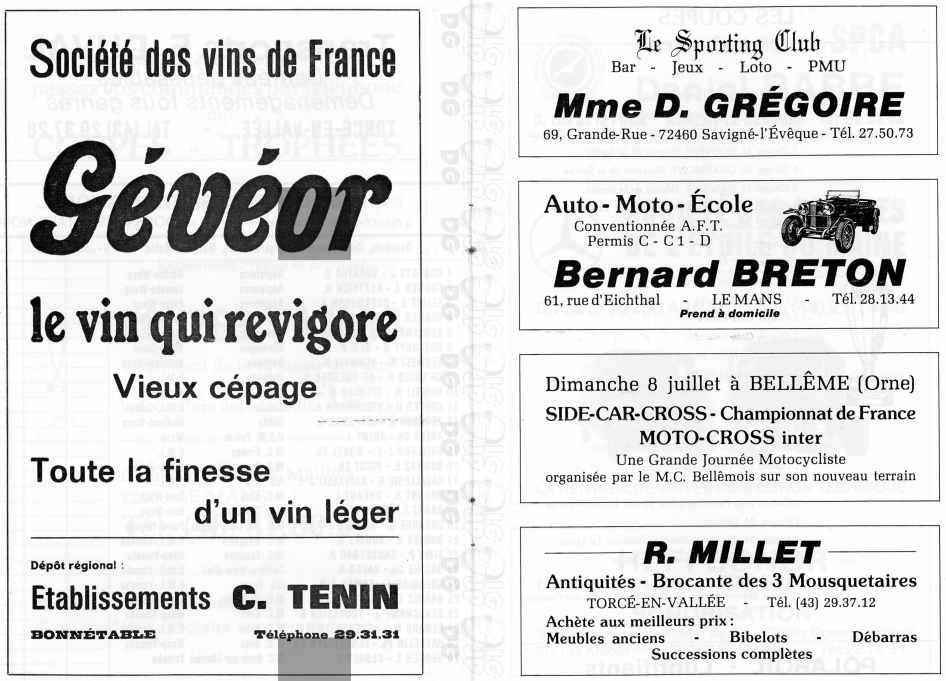 Société des vins de France
Gévéor
le vin qui revigore
Vieux cépage
Toute la finesse
d'un vin léger
Dépôt régional :
Etablissements C. TENIN
BONNÉTABLE Téléphone 29.31.31
Le Sporting Club
Bar - Jeux - Loto - PMU
Mme D. GRÉGOIRE
69, Grande-Rue - 72460 Savigné-l'Évêque - Tél. 27.50.73
Auto - Moto - École
Conventionnée A.F.T.
Permis C - C1 - D
Bernard BRETON
61, rue d'Eichthal - LE MANS - Tél. 28.13.44
Prend à domicile
Dimanche 8 juillet à BELLÊME (Orne)
SIDE-CAR-CROSS - Championnat de France
MOTO-CROSS inter
Une Grande Journée Motocycliste
organisée par le M.C. Bellêmois sur son nouveau terrain
R. MILLET
Antiquités - Brocante des 3 Mousquetaires
TORCÉ-EN-VALLÉE - Tél. (43) 29.37.12
Achète aux meilleurs prix :
Meubles anciens - Bibelots - Débarras
Successions complètes